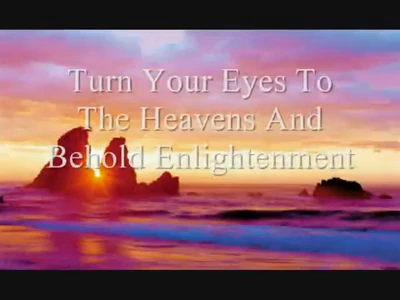 Turn Your Eyes To
The Heavens And
Behold Enlightenment